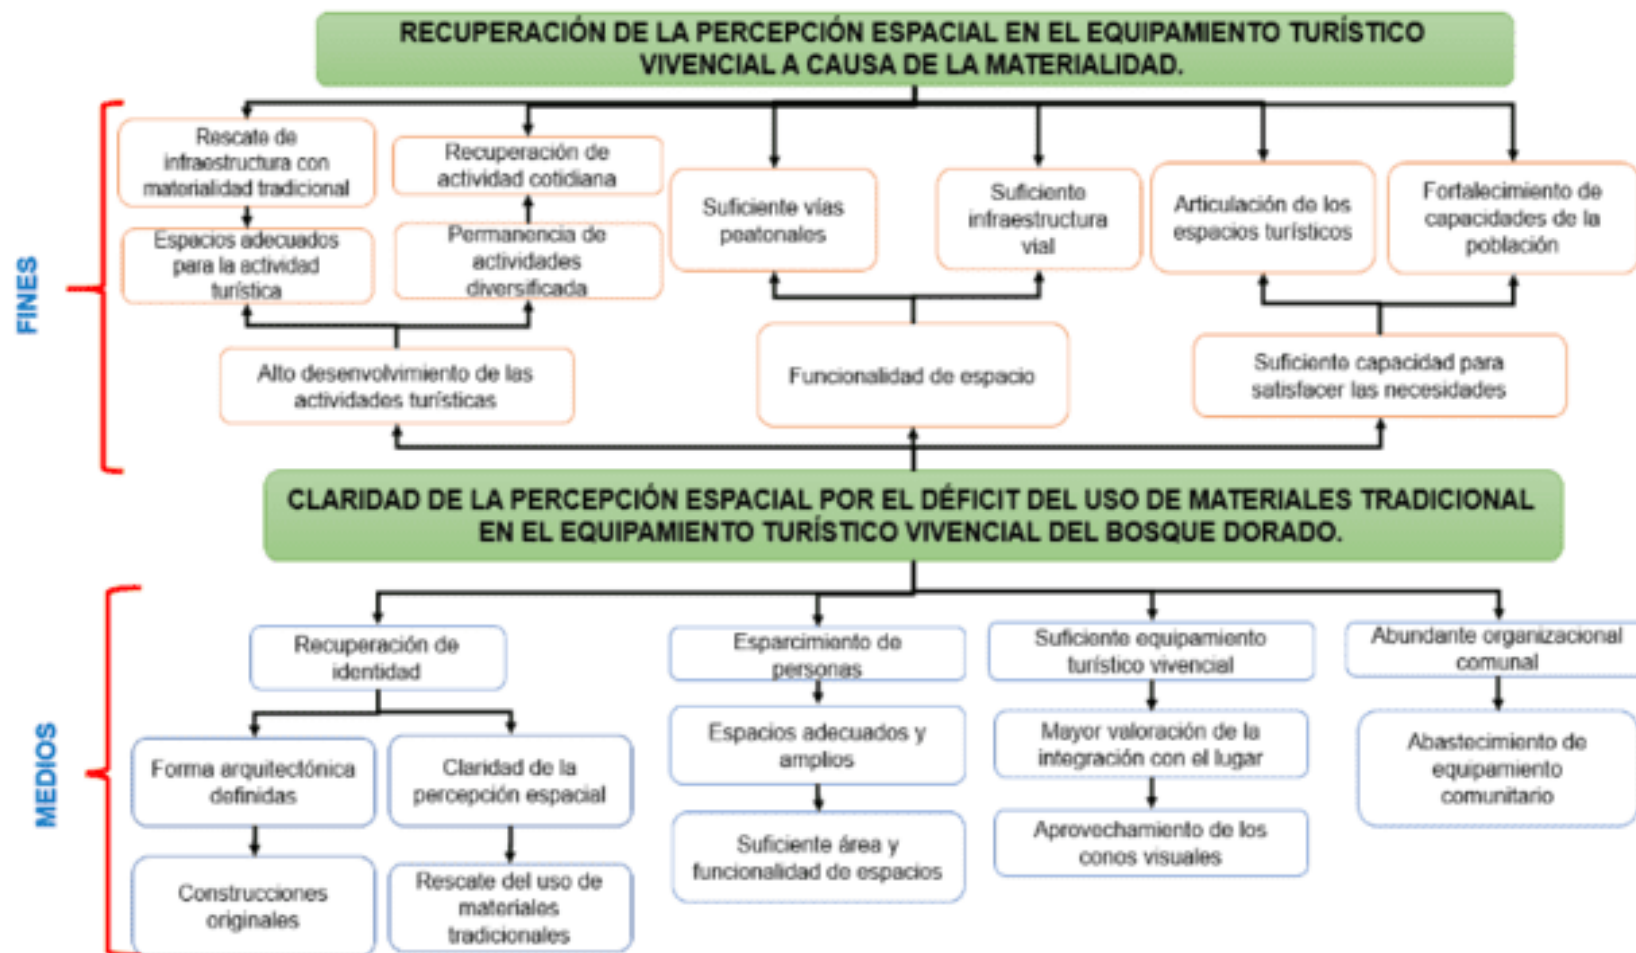 RECUPERACIÓN DE LA PERCEPCIÓN ESPACIAL EN EL EQUIPAMIENTO TURÍSTICO
VIVENCIAL A CAUSA DE LA MATERIALIDAD.
FINES
Rescate de
infraestructura con
materialidad tradicional
Recuperación de
actividad cotidiana
Suficiente vías
peatonales
Suficiente
infraestructura
vial
Articulación de los
espacios turísticos
Fortalecimiento de
capacidades de la
población
Espacios adecuados
para la actividad
turística
Permanencia de
actividades
diversificada
Alto desenvolvimiento de las
actividades turísticas
Funcionalidad de espacio
Suficiente capacidad para
satisfacer las necesidades
CLARIDAD DE LA PERCEPCIÓN ESPACIAL POR EL DÉFICIT DEL USO DE MATERIALES TRADICIONAL
EN EL EQUIPAMIENTO TURÍSTICO VIVENCIAL DEL BOSQUE DORADO.
MEDIOS
Recuperación de
identidad
Esparcimiento de
personas
Suficiente equipamiento
turístico vivencial
Abundante organizacional
comunal
Forma arquitectónica
definidas
Claridad de la
percepción espacial
Espacios adecuados y
amplios
Mayor valoración de la
integración con el lugar
Abastecimiento de
equipamiento
comunitario
Construcciones
originales
Rescate del uso de
materiales
tradicionales
Suficiente área y
funcionalidad de espacios
Aprovechamiento de los
conos visuales